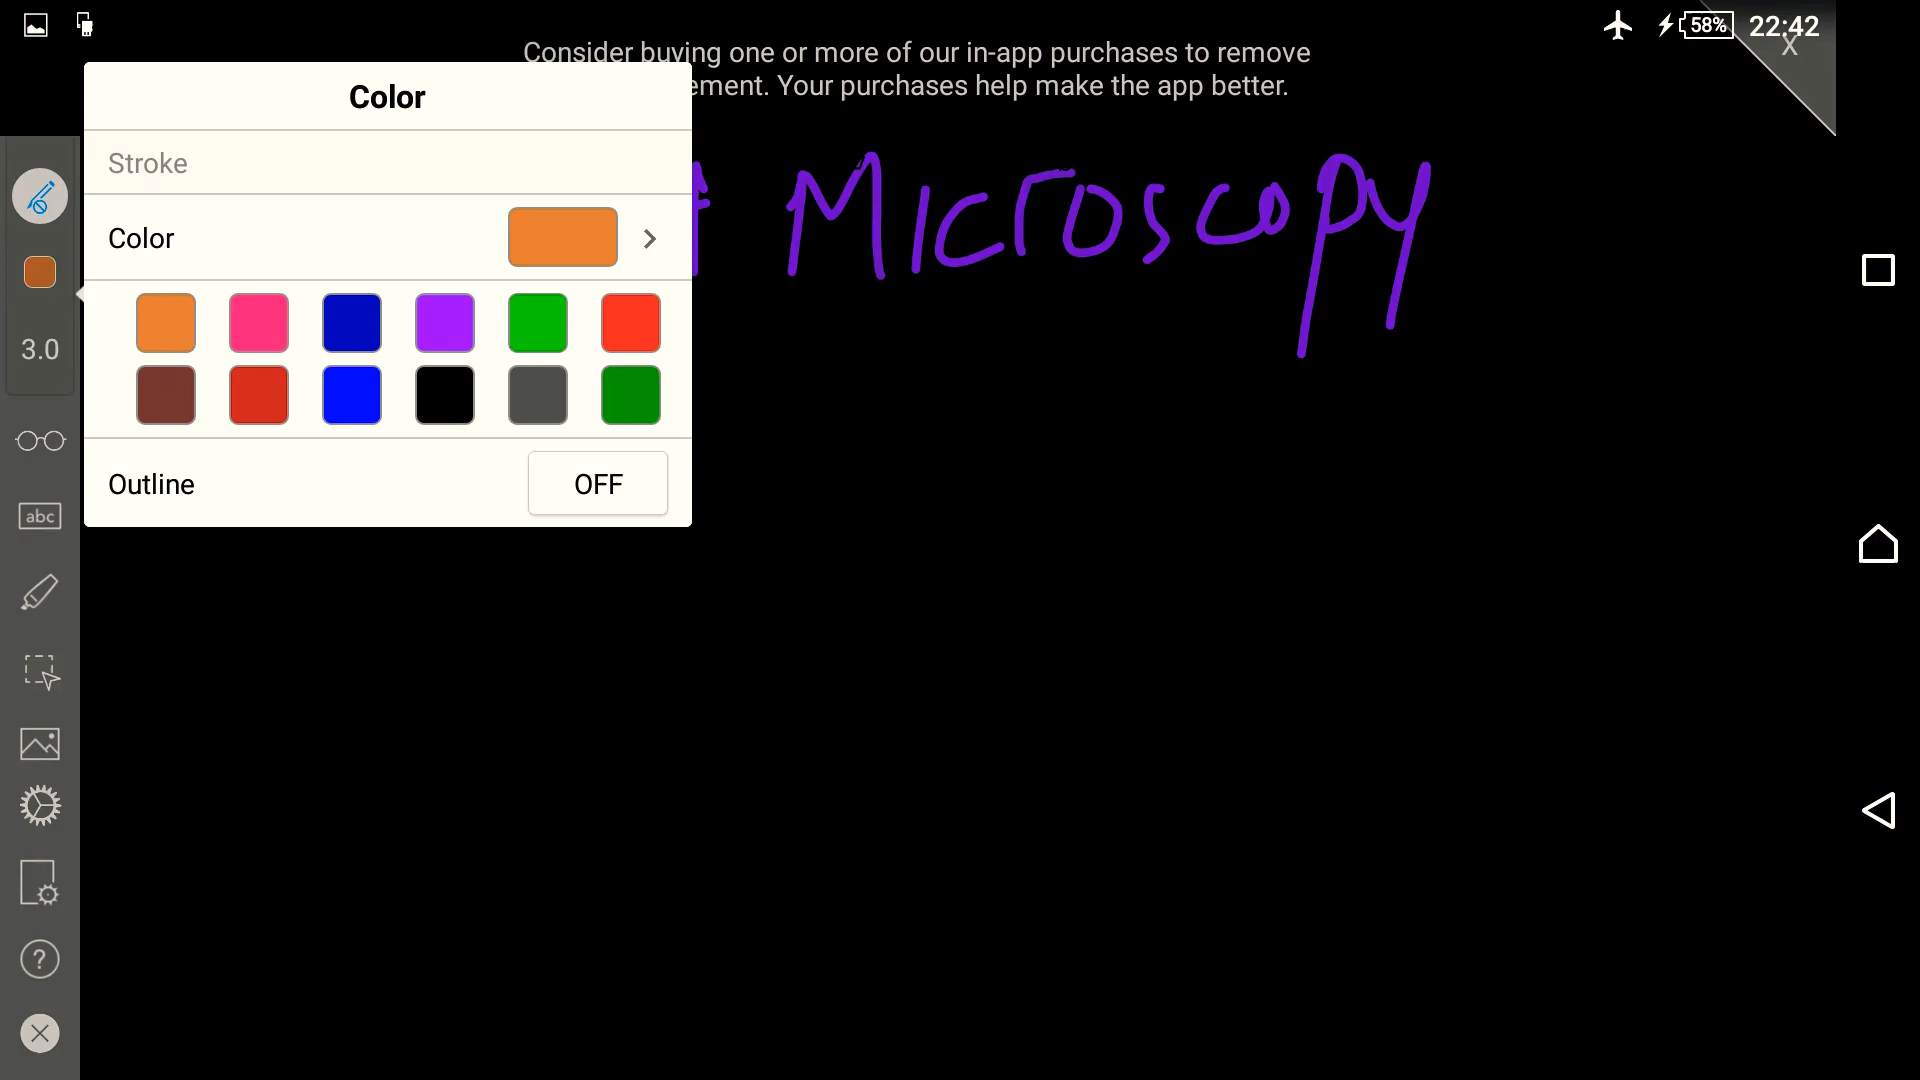 58% 22:42
X
Consider buying one or more of our in-app purchases to remove
ement. Your purchases help make the app better.
Color
Stroke
Color
Outline OFF
3.0
abc
?
Microscopy